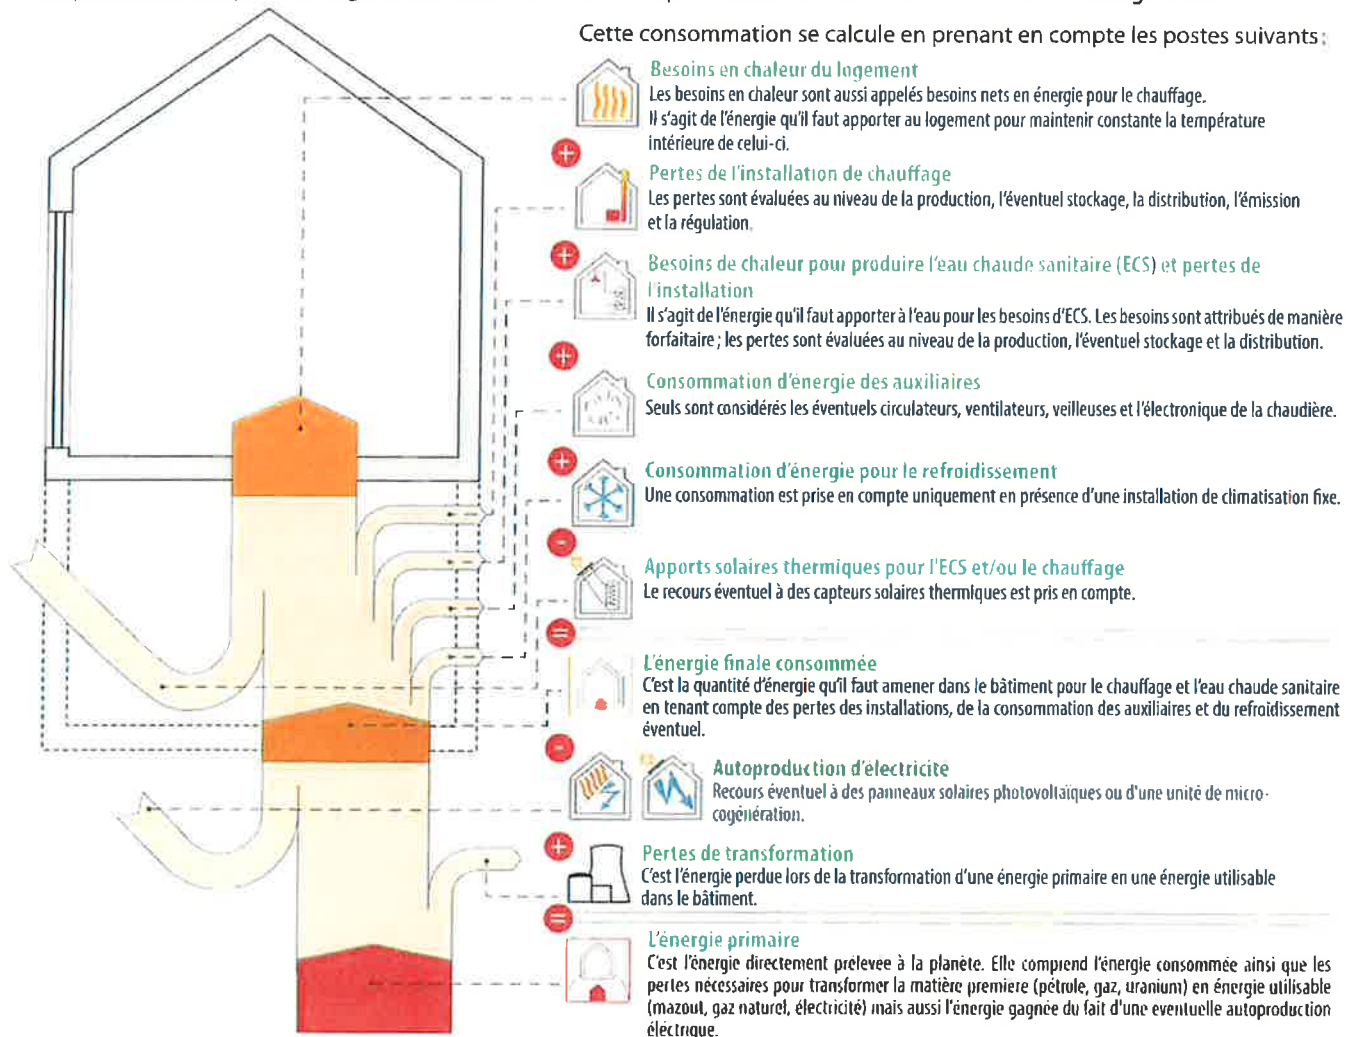 Cette consommation se calcule en prenant en compte les postes suivants :
Besoins en chaleur du logement
Les besoins en chaleur sont aussi appelés besoins nets en énergie pour le chauffage.
Il s'agit de l'énergie qu'il faut apporter au logement pour maintenir constante la température
intérieure de celui-ci.
+
Pertes de l'installation de chauffage
Les pertes sont évaluées au niveau de la production, l'éventuel stockage, la distribution, l'émission
et la régulation.
+
Besoins de chaleur pour produire l'eau chaude sanitaire (ECS) et pertes de
l'installation
Il s'agit de l'énergie qu'il faut apporter à l'eau pour les besoins d'ECS. Les besoins sont attribués de manière
forfaitaire ; les pertes sont évaluées au niveau de la production, l'éventuel stockage et la distribution.
+
Consommation d'énergie des auxiliaires
Seuls sont considérés les éventuels circulateurs, ventilateurs, veilleuses et l'électronique de la chaudière.
+
Consommation d'énergie pour le refroidissement
Une consommation est prise en compte uniquement en présence d'une installation de climatisation fixe.
-
Apports solaires thermiques pour l'ECS et/ou le chauffage
Le recours éventuel à des capteurs solaires thermiques est pris en compte.
=
L'énergie finale consommée
C'est la quantité d'énergie qu'il faut amener dans le bâtiment pour le chauffage et l'eau chaude sanitaire
en tenant compte des pertes des installations, de la consommation des auxiliaires et du refroidissement
éventuel.
-
Autoproduction d'électricité
Recours éventuel à des panneaux solaires photovoltaïques ou d'une unité de micro-
cogénération.
+
Pertes de transformation
C'est l'énergie perdue lors de la transformation d'une énergie primaire en une énergie utilisable
dans le bâtiment.
=
L'énergie primaire
C'est l'énergie directement prélevée à la planète. Elle comprend l'énergie consommée ainsi que les
pertes nécessaires pour transformer la matière première (pétrole, gaz, uranium) en énergie utilisable
(mazout, gaz naturel, électricité) mais aussi l'énergie gagnée du fait d'une eventuelle autoproduction
électrique.